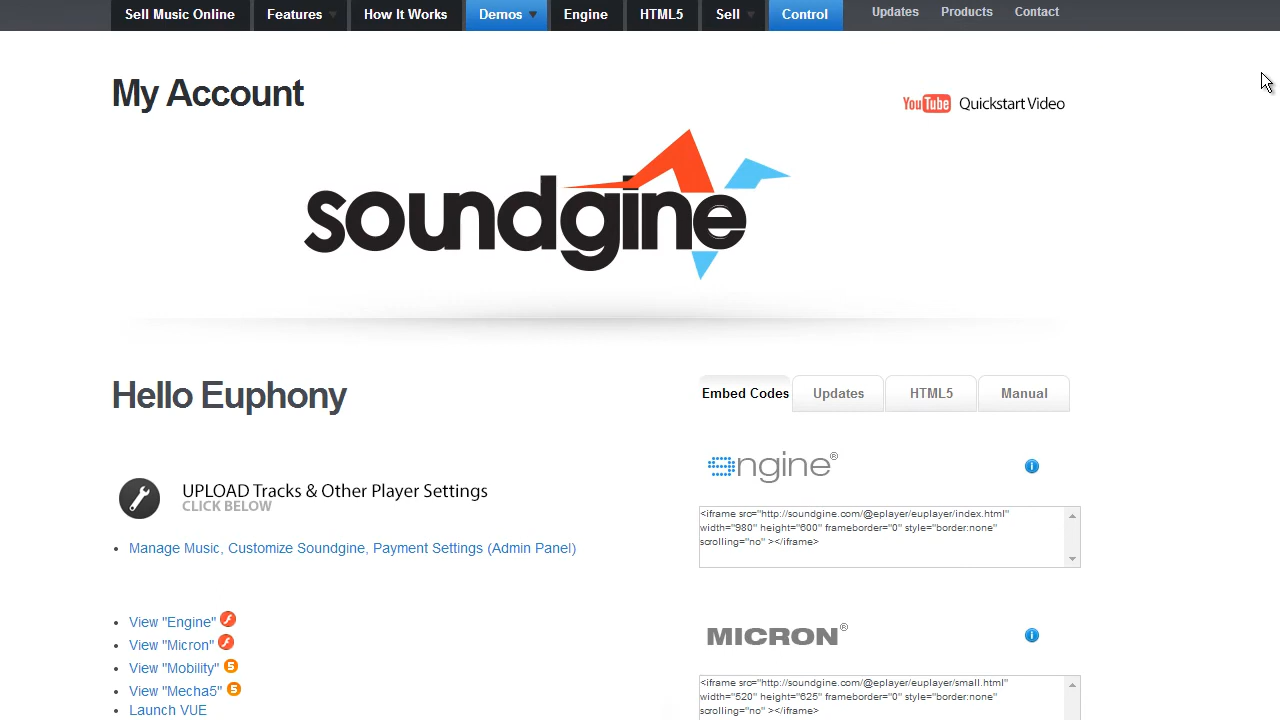 Sell Music Online Features How It Works Demos Engine HTML5 Sell Control Updates Products Contact
My Account
YouTube Quickstart Video
soundgine
Hello Euphony
Embed Codes Updates HTML5 Manual
engine®
UPLOAD Tracks & Other Player Settings
CLICK BELOW
<iframe src="http://soundgine.com/@eplayer/euplayer/index.html"
width="980" height="600" frameborder="0" style="border:none"
scrolling="no" ></iframe>
Manage Music, Customize Soundgine, Payment Settings (Admin Panel)
View "Engine"
View "Micron"
View "Mobility" 5
View "Mecha5" 5
Launch VUE
MICRON®
<iframe src="http://soundgine.com/@eplayer/euplayer/small.html"
width="520" height="625" frameborder="0" style="border:none"
scrolling="no" ></iframe>